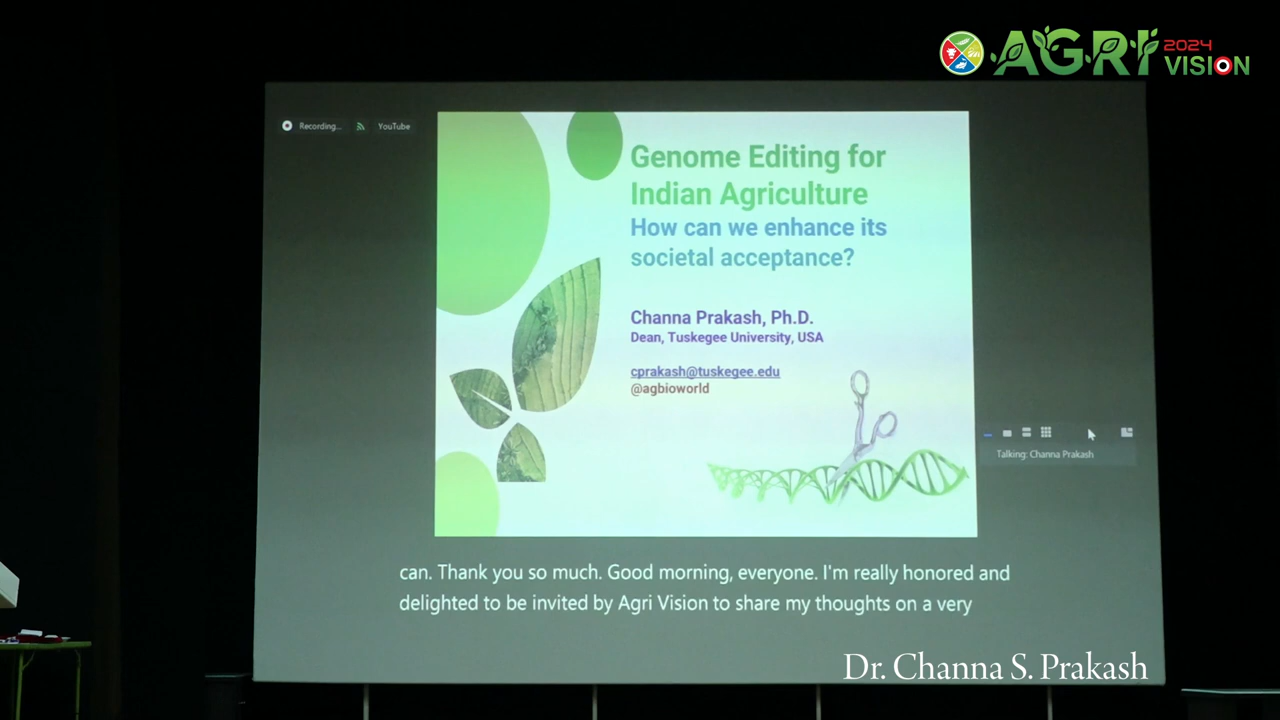 AGRI 2024 VISION
Recording...
YouTube
Genome Editing for
Indian Agriculture
How can we enhance its
societal acceptance?
Channa Prakash, Ph.D.
Dean, Tuskegee University, USA
cprakash@tuskegee.edu
@agbioworld
Talking: Channa Prakash
can. Thank you so much. Good morning, everyone. I'm really honored and
delighted to be invited by Agri Vision to share my thoughts on a very
Dr. Channa S. Prakash